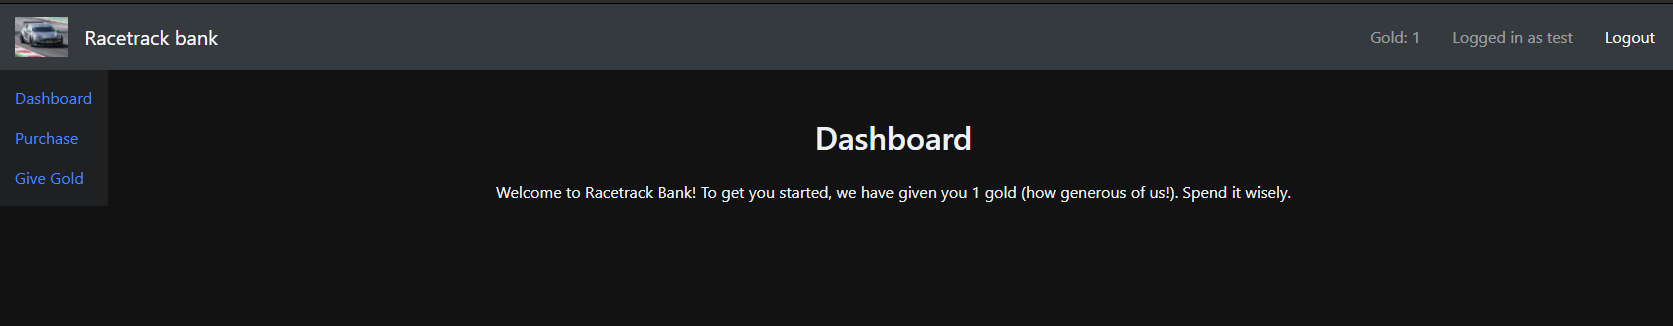 Racetrack bank
Gold: 1
Logged in as test
Logout
Dashboard
Purchase
Give Gold
Dashboard
Welcome to Racetrack Bank! To get you started, we have given you 1 gold (how generous of us!). Spend it wisely.